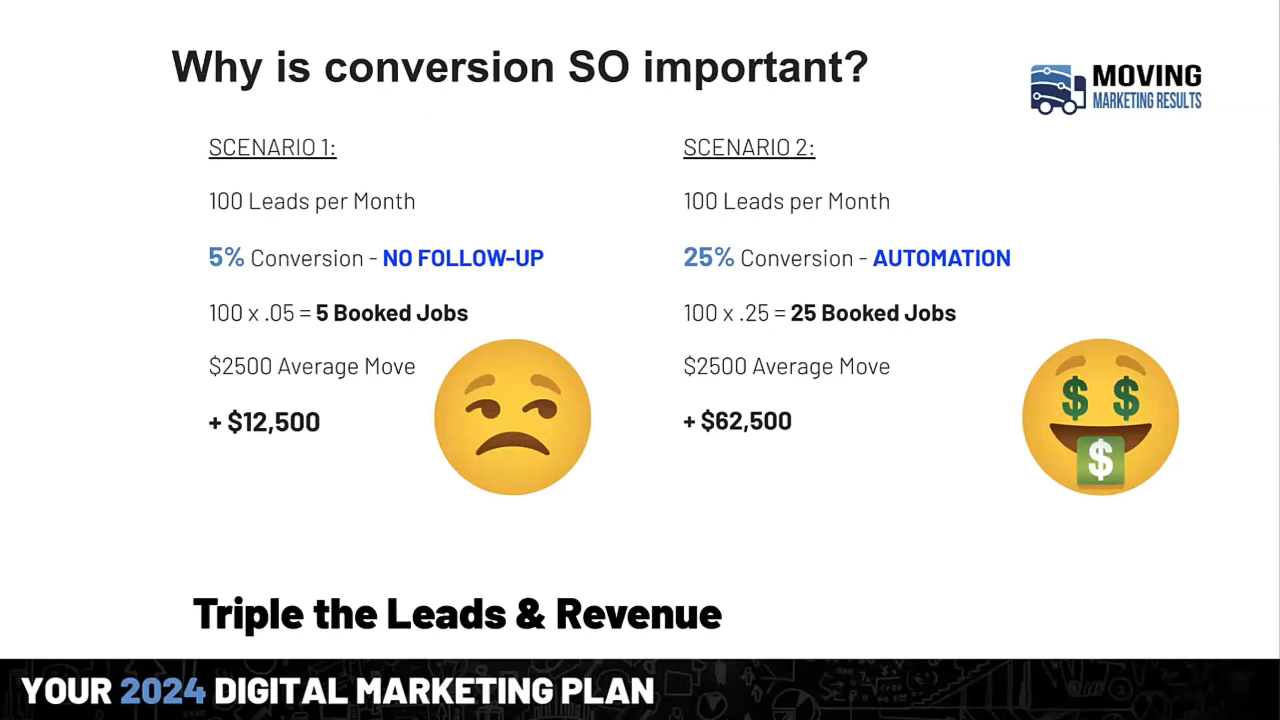 Why is conversion SO important?
MOVING
MARKETING RESULTS
SCENARIO 1:
100 Leads per Month
5% Conversion - NO FOLLOW-UP
100 x .05 = 5 Booked Jobs
$2500 Average Move
+ $12,500
SCENARIO 2:
100 Leads per Month
25% Conversion - AUTOMATION
100 x .25 = 25 Booked Jobs
$2500 Average Move
+ $62,500
$ $
$
Triple the Leads & Revenue
YOUR 2024 DIGITAL MARKETING PLAN